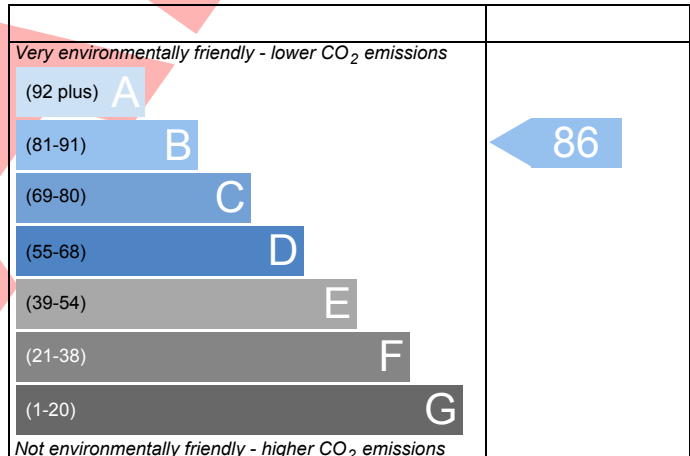 Very environmentally friendly - lower CO₂ emissions
(92 plus) A
(81-91) B
86
(69-80) C
(55-68) D
(39-54) E
(21-38) F
(1-20) G
Not environmentally friendly - higher CO₂ emissions